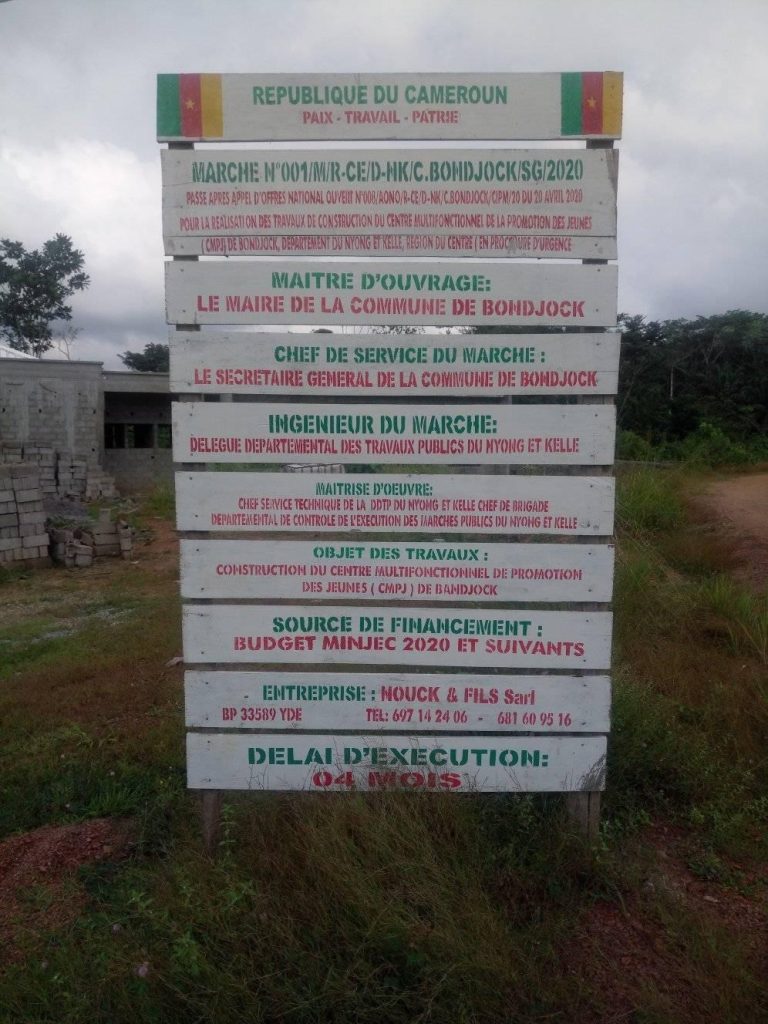 REPUBLIQUE DU CAMEROUN
PAIX - TRAVAIL - PATRIE
MARCHE N°001/M/R-CE/D-NK/C.BONDJOCK/SG/2020
PASSE APRES APPEL D'OFFRES NATIONAL OUVERT N°008/AONO/R-CE/D-NK/C.BONDJOCK/CIPM/20 DU 20 AVRIL 2020
POUR LA REALISATION DES TRAVAUX DE CONSTRUCTION DU CENTRE MULTIFONCTIONNEL DE LA PROMOTION DES JEUNES
( CMPJ) DE BONDJOCK, DEPARTEMENT DU NYONG ET KELLE, REGION DU CENTRE ( EN PROCEDURE D'URGENCE
MAITRE D'OUVRAGE:
LE MAIRE DE LA COMMUNE DE BONDJOCK
CHEF DE SERVICE DU MARCHE :
LE SECRETAIRE GENERAL DE LA COMMUNE DE BONDJOCK
INGENIEUR DU MARCHE:
DELEGUE DEPARTEMENTAL DES TRAVAUX PUBLICS DU NYONG ET KELLE
MAITRISE D'OEUVRE:
CHEF SERVICE TECHNIQUE DE LA DDTP DU NYONG ET KELLE CHEF DE BRIGADE
DEPARTEMENTAL DE CONTROLE DE L'EXECUTION DES MARCHES PUBLICS DU NYONG ET KELLE
OBJET DES TRAVAUX :
CONSTRUCTION DU CENTRE MULTIFONCTIONNEL DE PROMOTION
DES JEUNES ( CMPJ ) DE BANDJOCK
SOURCE DE FINANCEMENT :
BUDGET MINJEC 2020 ET SUIVANTS
ENTREPRISE : NOUCK & FILS Sarl
BP 33589 YDE TEL: 697 14 24 06 - 681 60 95 16
DELAI D'EXECUTION:
04 MOIS